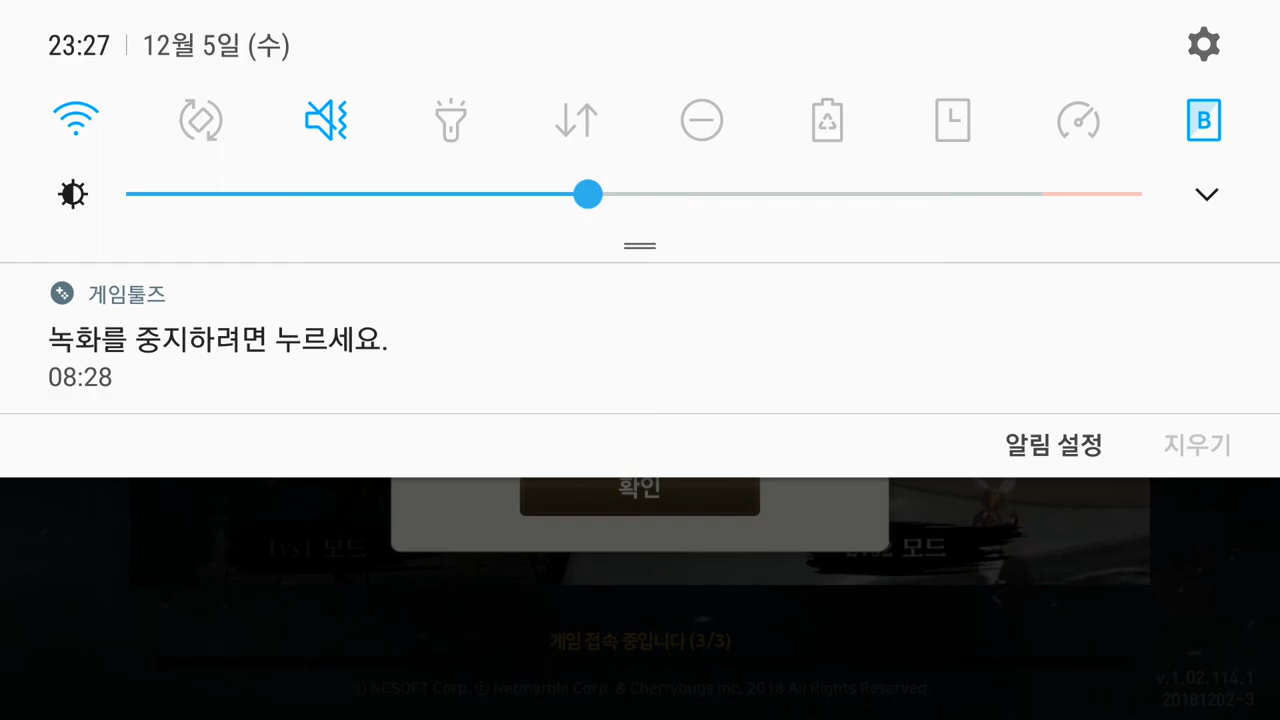 23:27 | 12월 5일 (수)
B
게임툴즈
녹화를 중지하려면 누르세요.
08:28
알림 설정 지우기
확인
1vs1 모드 모드
게임 접속 중입니다 (3/3)
ⓒ NCSOFT Corp. ⓒ Netmarble Corp. & Cherrybugs inc. 2018 All Rights Reserved.
v.1.02.114.1
20181202-3